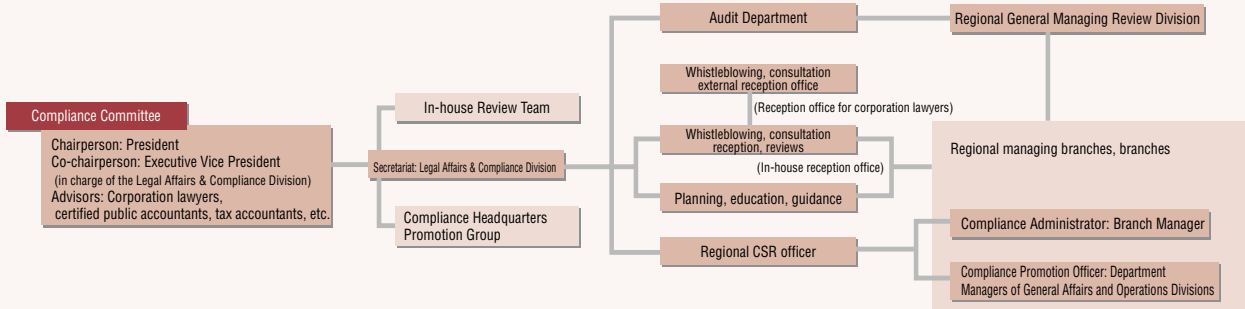 Compliance Committee
Chairperson: President
Co-chairperson: Executive Vice President
(in charge of the Legal Affairs & Compliance Division)
Advisors: Corporation lawyers,
certified public accountants, tax accountants, etc.
In-house Review Team
Secretariat: Legal Affairs & Compliance Division
Compliance Headquarters
Promotion Group
Audit Department
Whistleblowing, consultation
external reception office
(Reception office for corporation lawyers)
Whistleblowing, consultation
reception, reviews
(In-house reception office)
Planning, education, guidance
Regional CSR officer
Regional General Managing Review Division
Regional managing branches, branches
Compliance Administrator: Branch Manager
Compliance Promotion Officer: Department
Managers of General Affairs and Operations Divisions